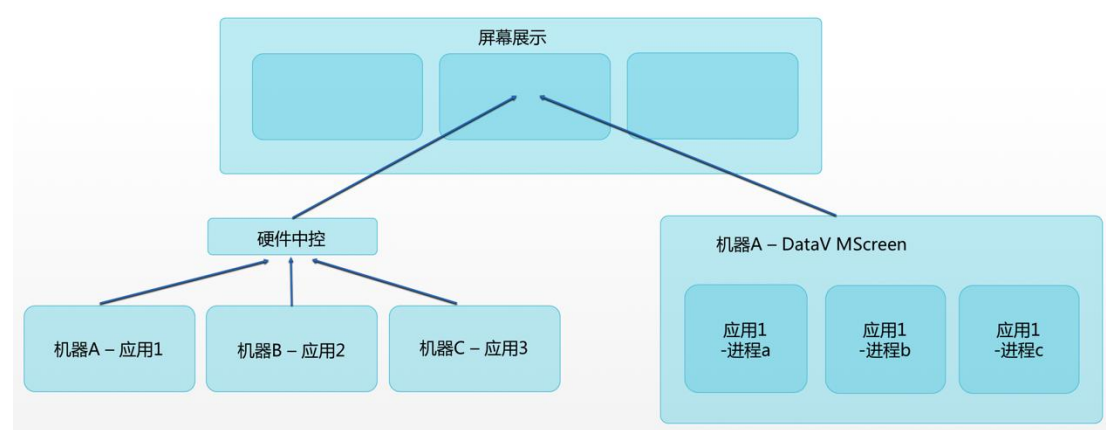 屏幕展示
硬件中控
机器A – DataV MScreen
机器A – 应用1
机器B – 应用2
机器C – 应用3
应用1
-进程a
应用1
-进程b
应用1
-进程c